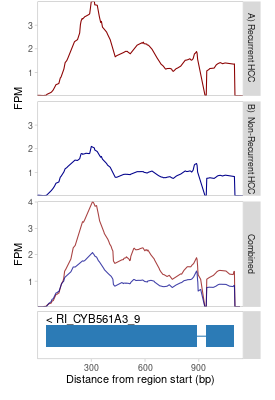 3
2
1
A) Recurrent HCC
FPM
3
2
1
B) Non-Recurrent HCC
4
3
2
1
Combined
FPM
< RI_CYB561A3_9
300 600 900
Distance from region start (bp)